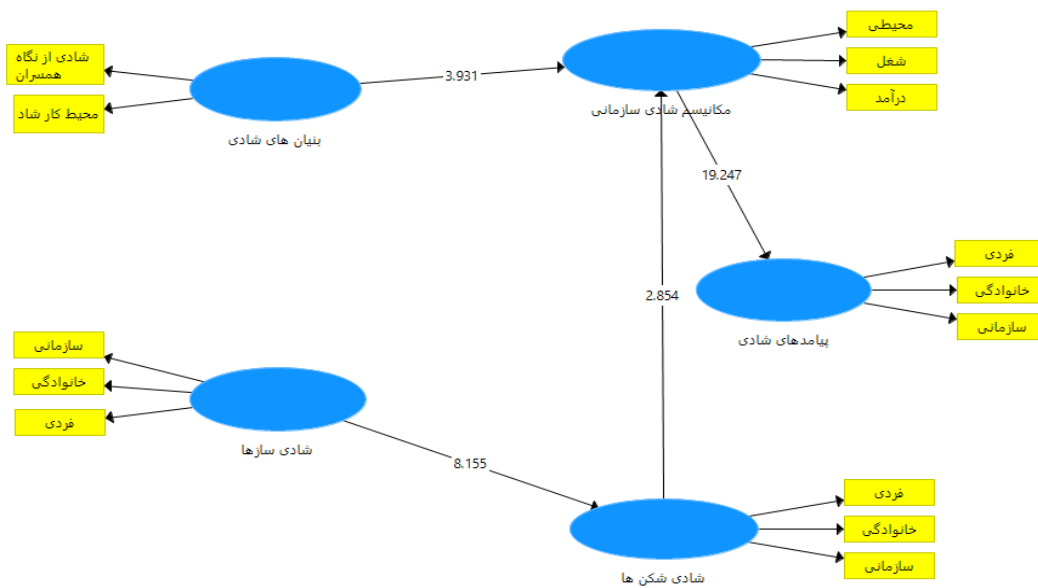 محیطی
شغل
درآمد
مکانیسم شادی سازمانی
شادی از نگاه
همسران
محیط کار شاد
بنیان های شادی
3.931
19.247
فردی
خانوادگی
سازمانی
پیامدهای شادی
2.854
سازمانی
خانوادگی
فردی
شادی سازها
8.155
فردی
خانوادگی
سازمانی
شادی شکن ها